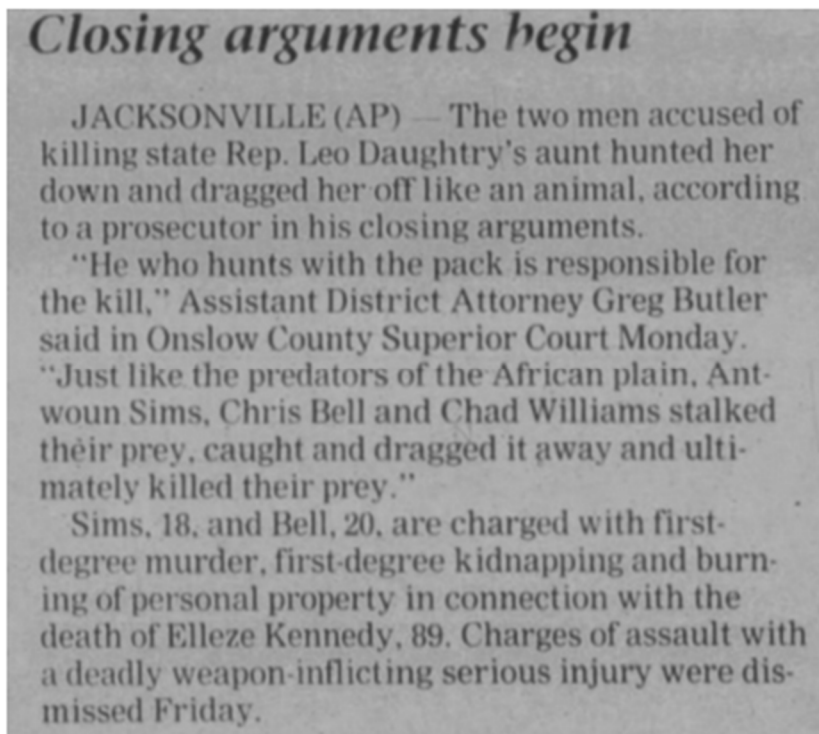 Closing arguments begin
JACKSONVILLE (AP) — The two men accused of
killing state Rep. Leo Daughtry's aunt hunted her
down and dragged her off like an animal, according
to a prosecutor in his closing arguments.
"He who hunts with the pack is responsible for
the kill," Assistant District Attorney Greg Butler
said in Onslow County Superior Court Monday.
"Just like the predators of the African plain, Ant-
woun Sims, Chris Bell and Chad Williams stalked
their prey, caught and dragged it away and ulti-
mately killed their prey."
Sims, 18, and Bell, 20, are charged with first-
degree murder, first-degree kidnapping and burn-
ing of personal property in connection with the
death of Elleze Kennedy, 89. Charges of assault with
a deadly weapon-inflicting serious injury were dis-
missed Friday.